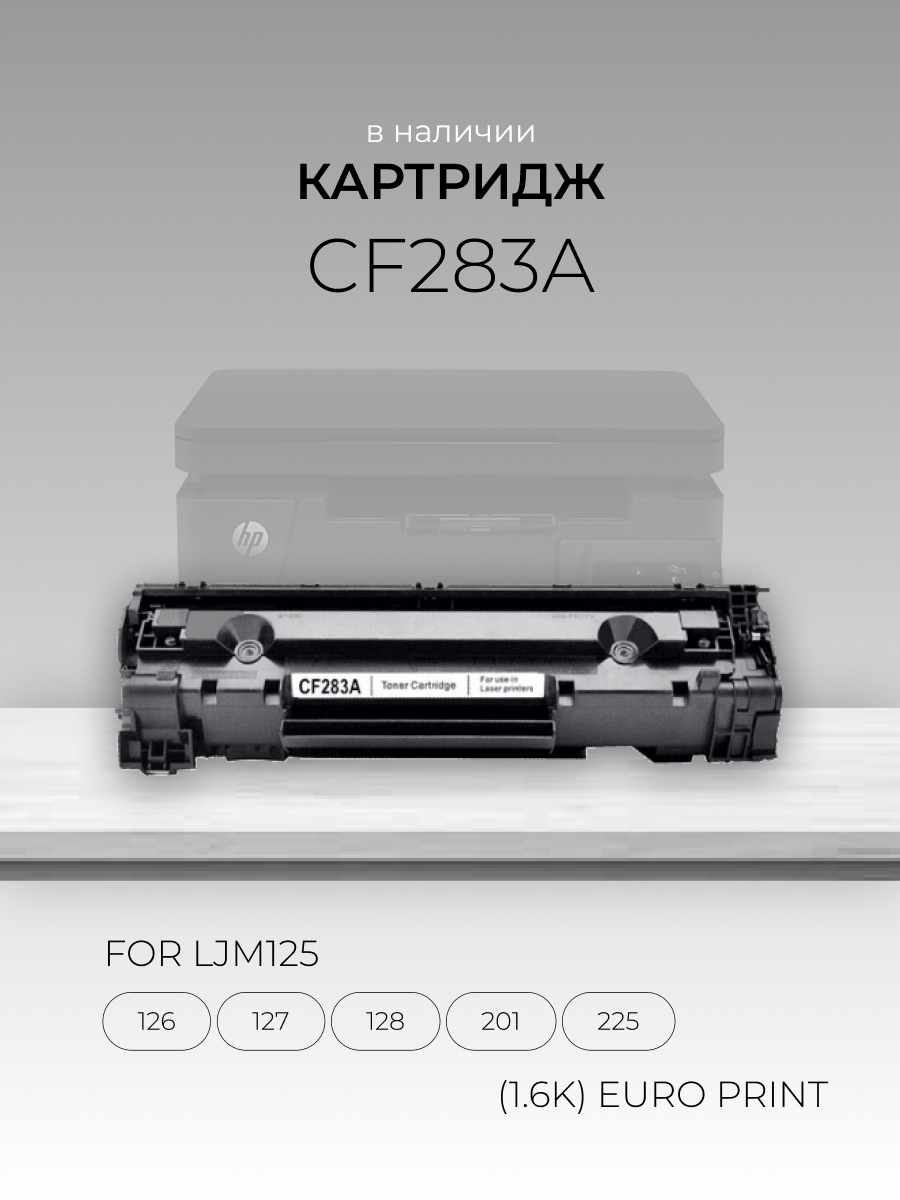 в наличии
КАРТРИДЖ
CF283A
hp
CF283A Toner Cartridge For use in
Laser printers
FOR LJM125
126 127 128 201 225
(1.6K) EURO PRINT